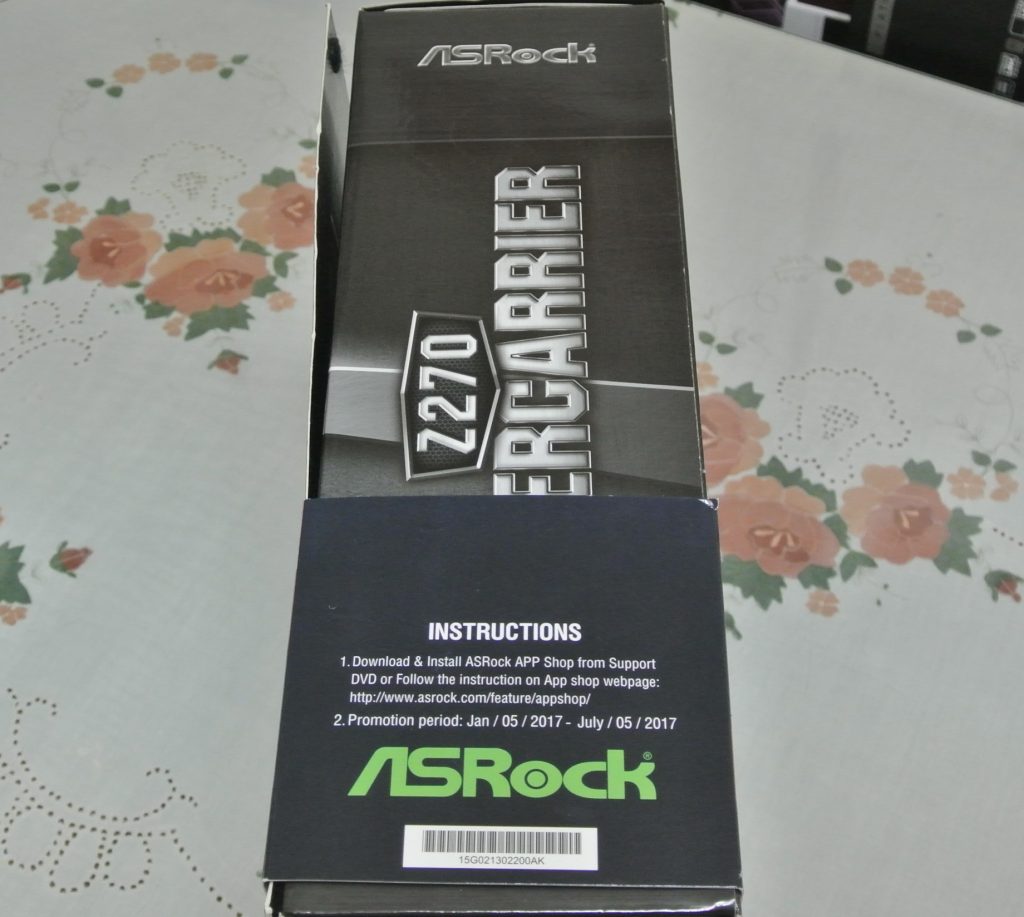 ASRock
Z270
ERCARRIER
INSTRUCTIONS
1. Download & Install ASRock APP Shop from Support
DVD or Follow the instruction on App shop webpage:
http://www.asrock.com/feature/appshop/
2. Promotion period: Jan / 05 / 2017 - July / 05 / 2017
ASRock®
15G021302200AK